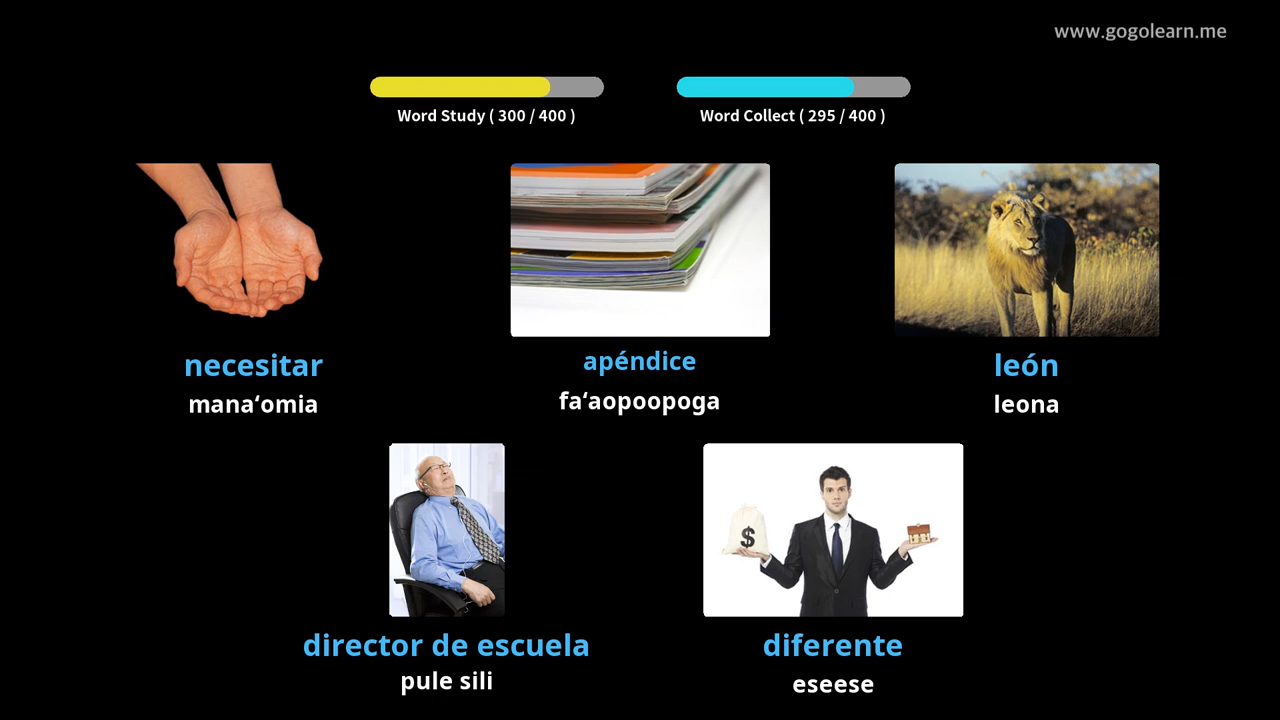 www.gogolearn.me
Word Study ( 300 / 400 )
Word Collect ( 295 / 400 )
necesitar
manaʻomia
apéndice
faʻaopoopoga
león
leona
director de escuela
pule sili
diferente
eseese